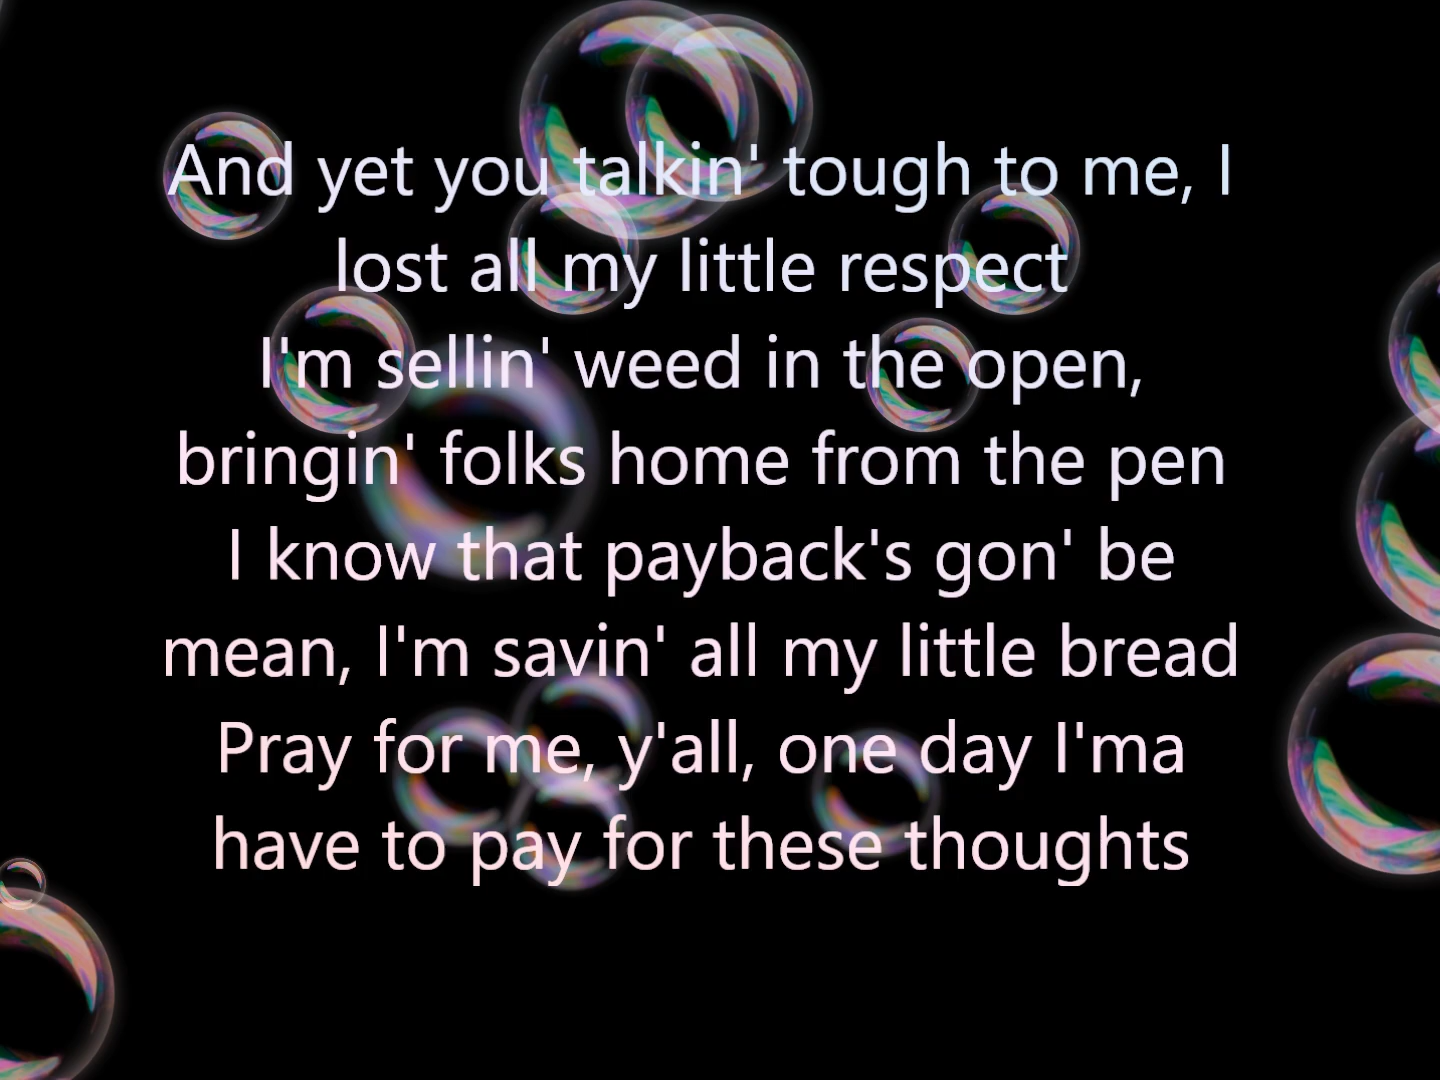 And yet you talkin' tough to me, I
lost all my little respect
I'm sellin' weed in the open,
bringin' folks home from the pen
I know that payback's gon' be
mean, I'm savin' all my little bread
Pray for me, y'all, one day I'ma
have to pay for these thoughts